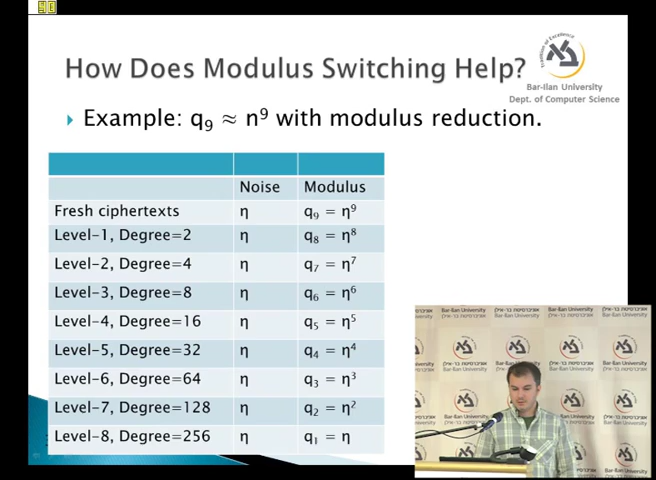 How Does Modulus Switching Help?
Bar-Ilan University
Dept. of Computer Science
Example: q₉ ≈ n⁹ with modulus reduction.
Noise Modulus
Fresh ciphertexts η q₉ = η⁹
Level-1, Degree=2 η q₈ = η⁸
Level-2, Degree=4 η q₇ = η⁷
Level-3, Degree=8 η q₆ = η⁶
Level-4, Degree=16 η q₅ = η⁵
Level-5, Degree=32 η q₄ = η⁴
Level-6, Degree=64 η q₃ = η³
Level-7, Degree=128 η q₂ = η²
Level-8, Degree=256 η q₁ = η